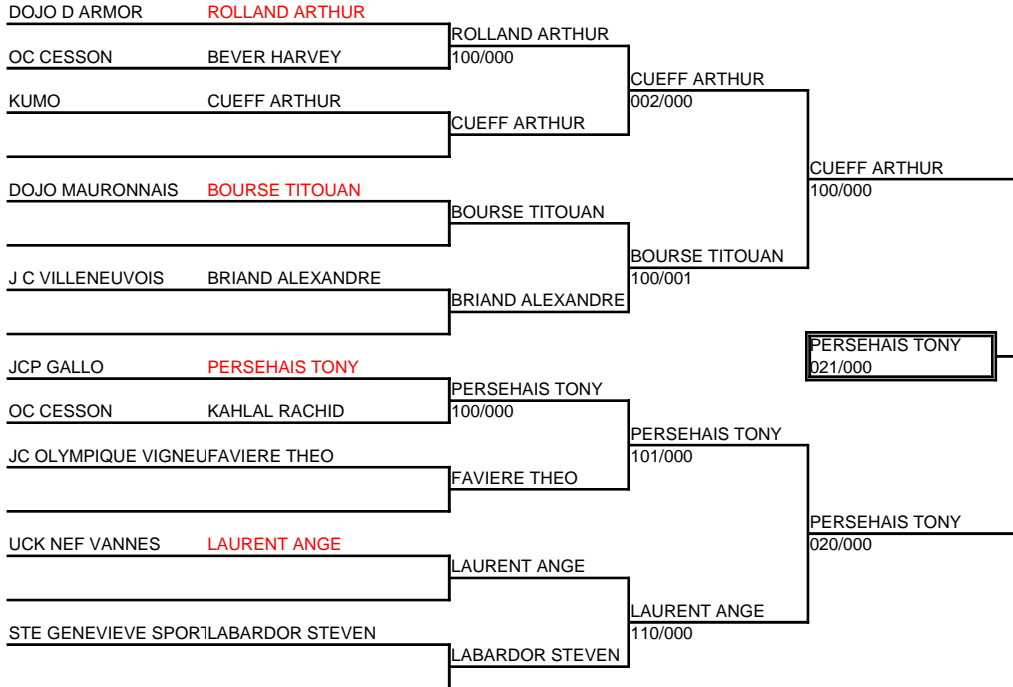 DOJO D ARMOR ROLLAND ARTHUR
ROLLAND ARTHUR
OC CESSON BEVER HARVEY
100/000
CUEFF ARTHUR
KUMO CUEFF ARTHUR
002/000
CUEFF ARTHUR
CUEFF ARTHUR
DOJO MAURONNAIS BOURSE TITOUAN
100/000
BOURSE TITOUAN
BOURSE TITOUAN
J C VILLENEUVOIS BRIAND ALEXANDRE
100/001
BRIAND ALEXANDRE
PERSEHAIS TONY
021/000
JCP GALLO PERSEHAIS TONY
PERSEHAIS TONY
OC CESSON KAHLAL RACHID
100/000
PERSEHAIS TONY
JC OLYMPIQUE VIGNEU FAVIERE THEO
101/000
FAVIERE THEO
PERSEHAIS TONY
UCK NEF VANNES LAURENT ANGE
020/000
LAURENT ANGE
LAURENT ANGE
STE GENEVIEVE SPORT LABARDOR STEVEN
110/000
LABARDOR STEVEN